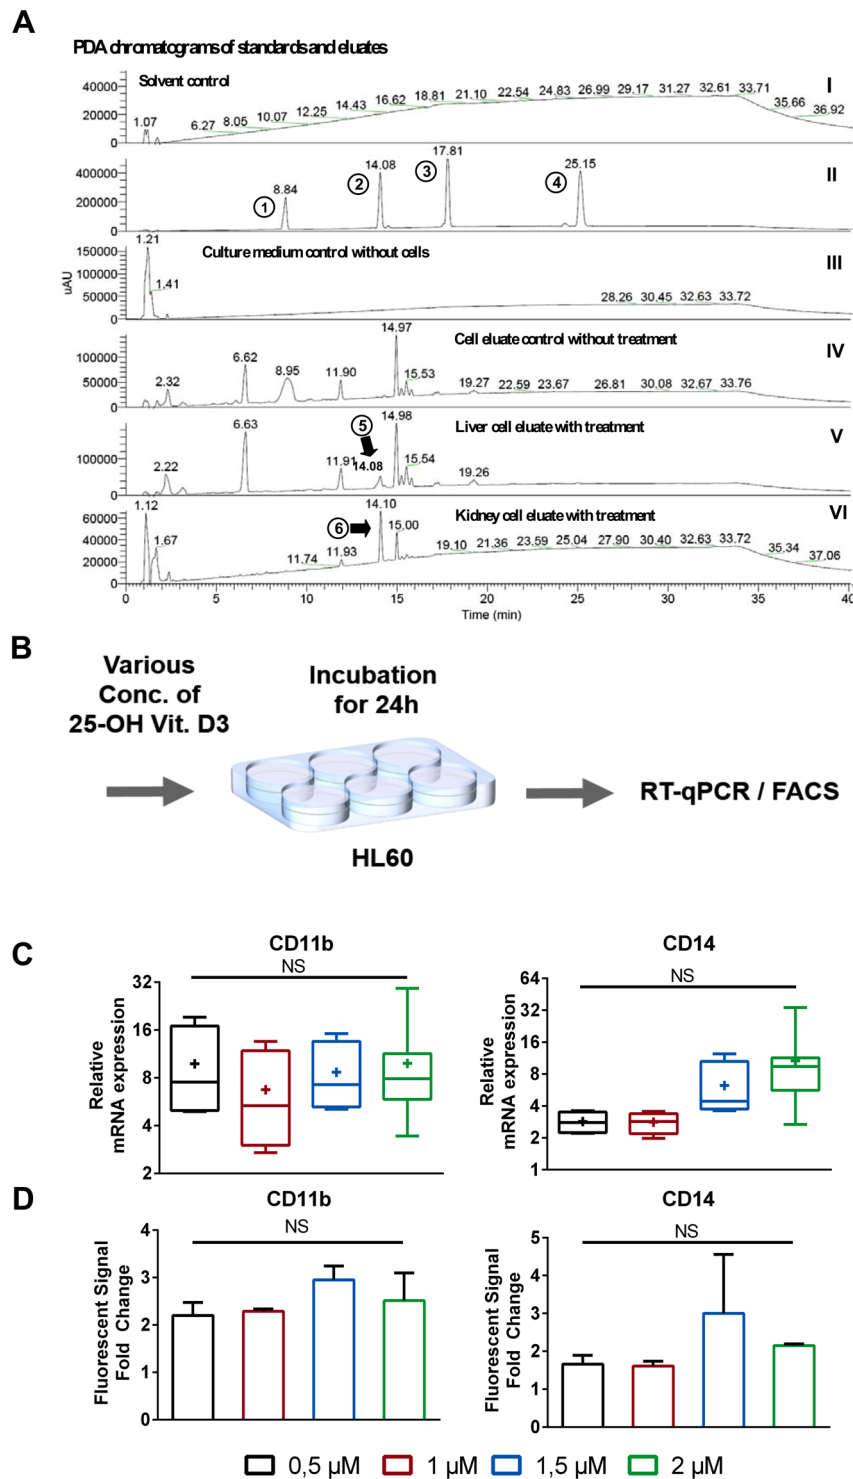 A
PDA chromatograms of standards and eluates
Solvent control
I
40000
20000
0
1.07
6.27
8.05
10.07
12.25
14.43
16.62
18.81
21.10
22.54
24.83
26.99
29.17
31.27
32.61
33.71
35.66
36.92
II
400000
200000
0
1
8.84
2
14.08
3
17.81
4
25.15
Culture medium control without cells
III
150000
100000
50000
0
uAU
1.21
1.41
28.26
30.45
32.63
33.72
Cell eluate control without treatment
IV
100000
50000
0
2.32
6.62
8.95
11.90
14.97
15.53
19.27
22.59
23.67
26.81
30.08
32.67
33.76
Liver cell eluate with treatment
V
100000
0
2.22
6.63
11.91
5
14.08
14.98
15.54
19.26
Kidney cell eluate with treatment
VI
60000
40000
20000
0
1.12
1.67
11.74
11.93
6
14.10
15.00
19.10
21.36
23.59
25.04
27.90
30.40
32.63
33.72
35.34
37.06
0 5 10 15 20 25 30 35 40
Time (min)
B
Various
Conc. of
25-OH Vit. D3
Incubation
for 24h
HL60
RT-qPCR / FACS
C
CD11b
NS
Relative
mRNA expression
32
16
8
4
2
CD14
NS
Relative
mRNA expression
64
32
16
8
4
2
1
D
CD11b
NS
Fluorescent Signal
Fold Change
4
3
2
1
0
CD14
NS
Fluorescent Signal
Fold Change
5
4
3
2
1
0
0,5 µM 1 µM 1,5 µM 2 µM